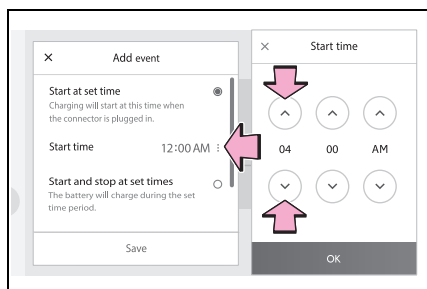 × Add event
Start at set time
Charging will start at this time when
the connector is plugged in.
Start time 12:00 AM
Start and stop at set times
The battery will charge during the set
time period.
Save
× Start time
04 00 AM
OK